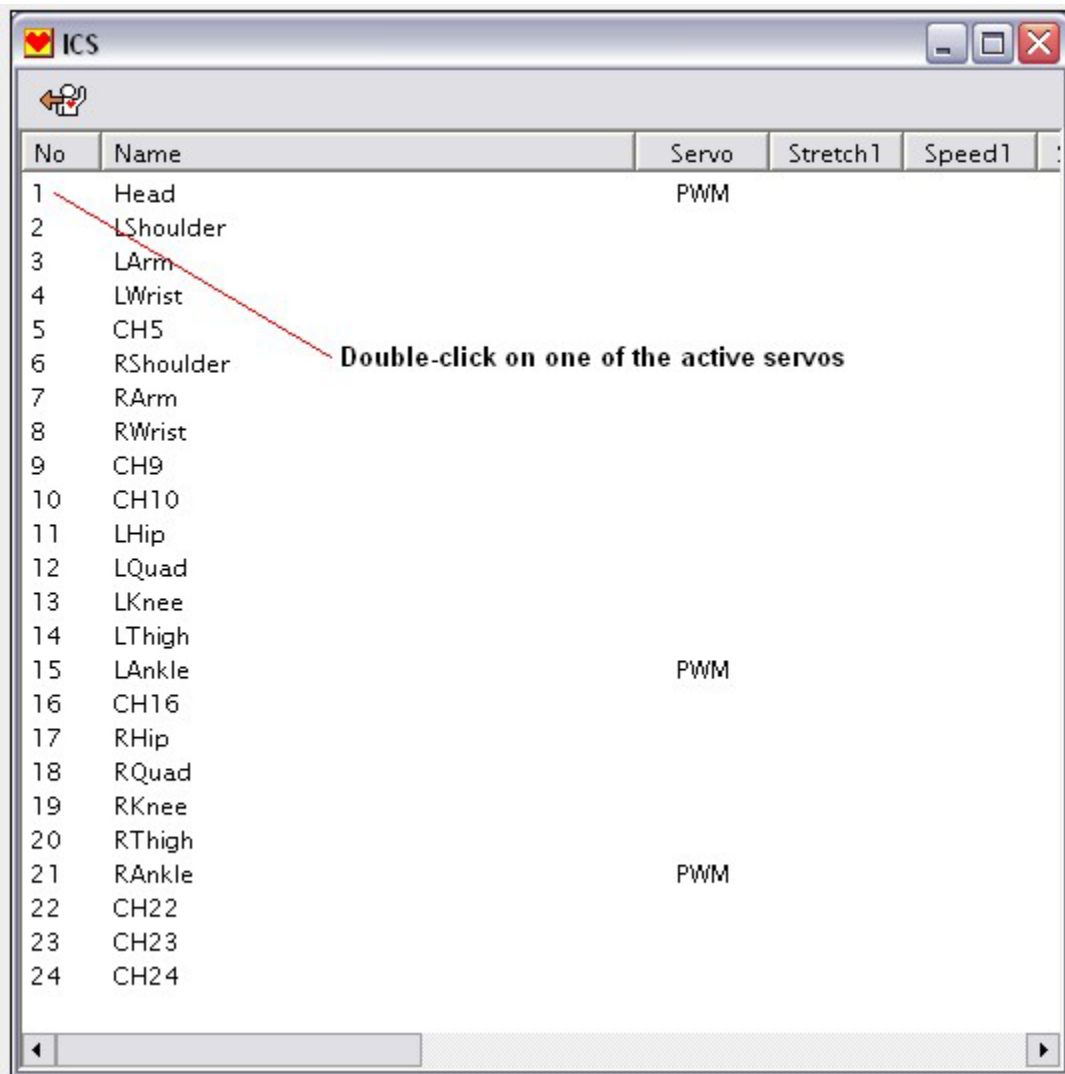 ICS
No Name Servo Stretch1 Speed1
1 Head PWM
2 LShoulder
3 LArm
4 LWrist
5 CH5
Double-click on one of the active servos
6 RShoulder
7 RArm
8 RWrist
9 CH9
10 CH10
11 LHip
12 LQuad
13 LKnee
14 LThigh
15 LAnkle PWM
16 CH16
17 RHip
18 RQuad
19 RKnee
20 RThigh
21 RAnkle PWM
22 CH22
23 CH23
24 CH24